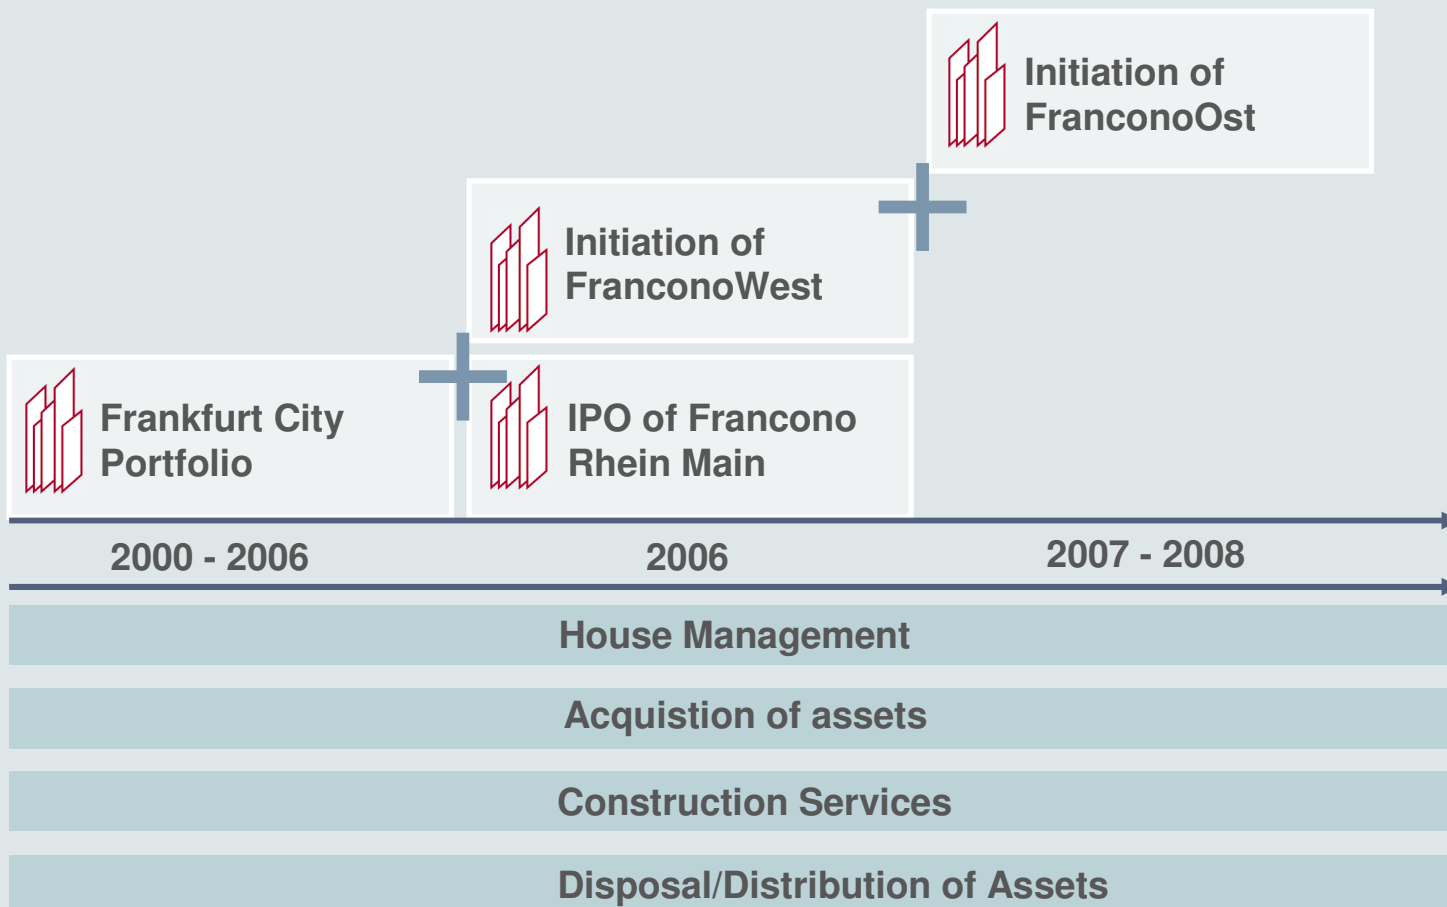 Initiation of
FranconoOst
Initiation of
FranconoWest
Frankfurt City
Portfolio
IPO of Francono
Rhein Main
2000 - 2006
2006
2007 - 2008
House Management
Acquistion of assets
Construction Services
Disposal/Distribution of Assets